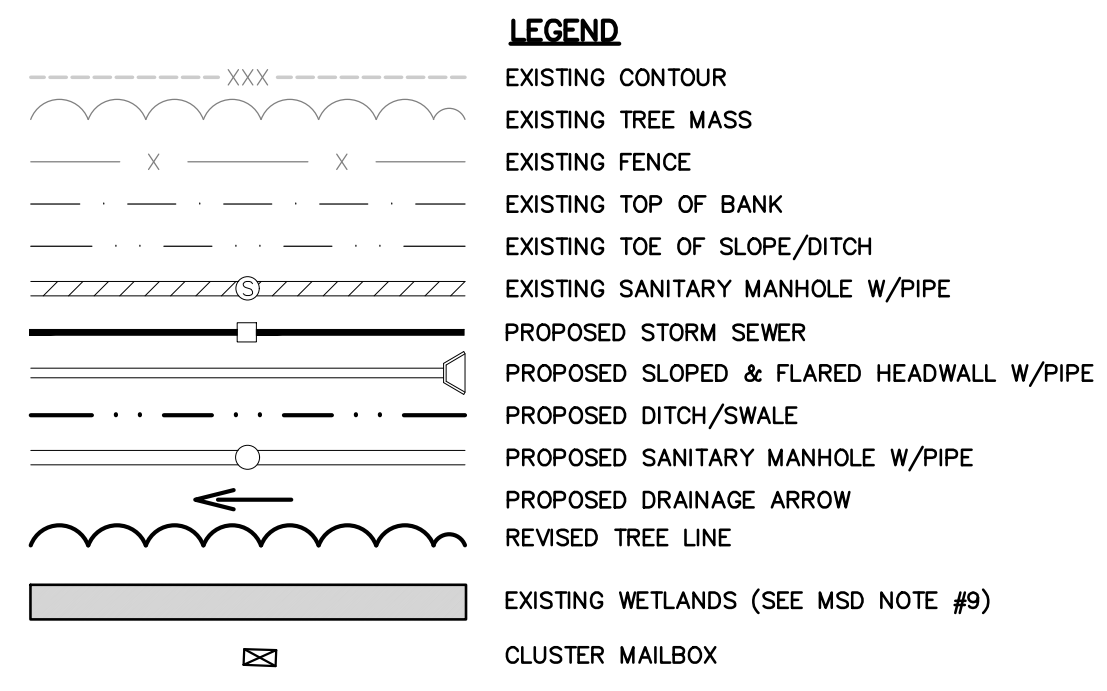 LEGEND
XXX EXISTING CONTOUR
EXISTING TREE MASS
X X EXISTING FENCE
EXISTING TOP OF BANK
EXISTING TOE OF SLOPE/DITCH
S EXISTING SANITARY MANHOLE W/PIPE
PROPOSED STORM SEWER
PROPOSED SLOPED & FLARED HEADWALL W/PIPE
PROPOSED DITCH/SWALE
PROPOSED SANITARY MANHOLE W/PIPE
PROPOSED DRAINAGE ARROW
REVISED TREE LINE
EXISTING WETLANDS (SEE MSD NOTE #9)
CLUSTER MAILBOX